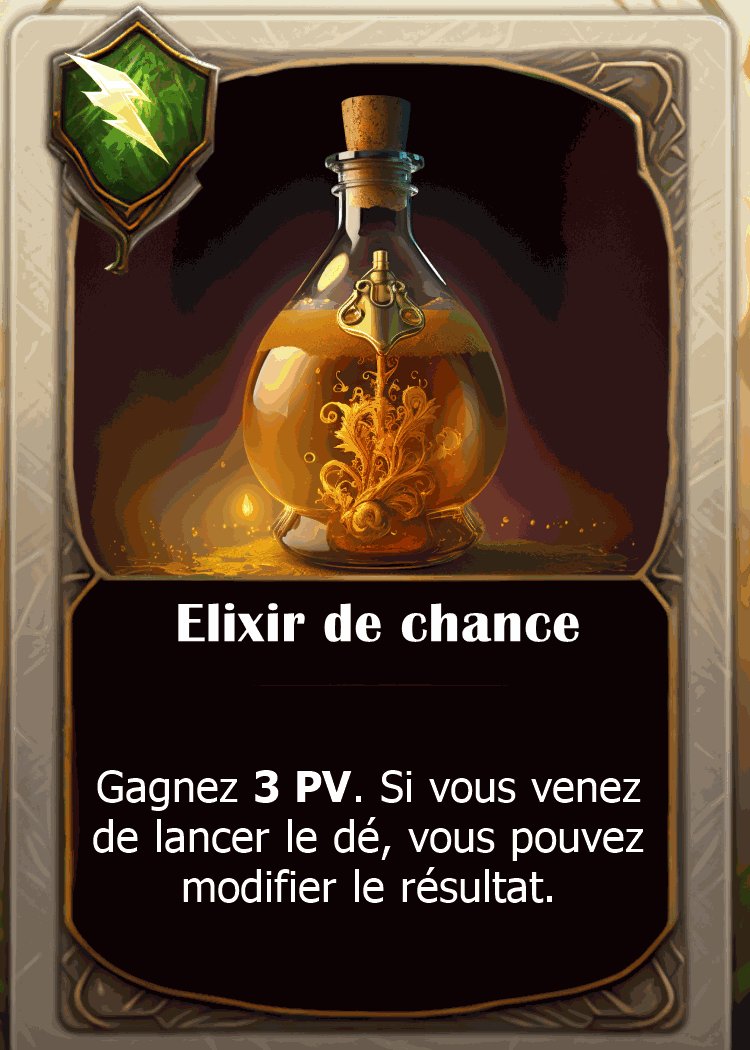 Elixir de chance
Gagnez 3 PV. Si vous venez
de lancer le dé, vous pouvez
modifier le résultat.